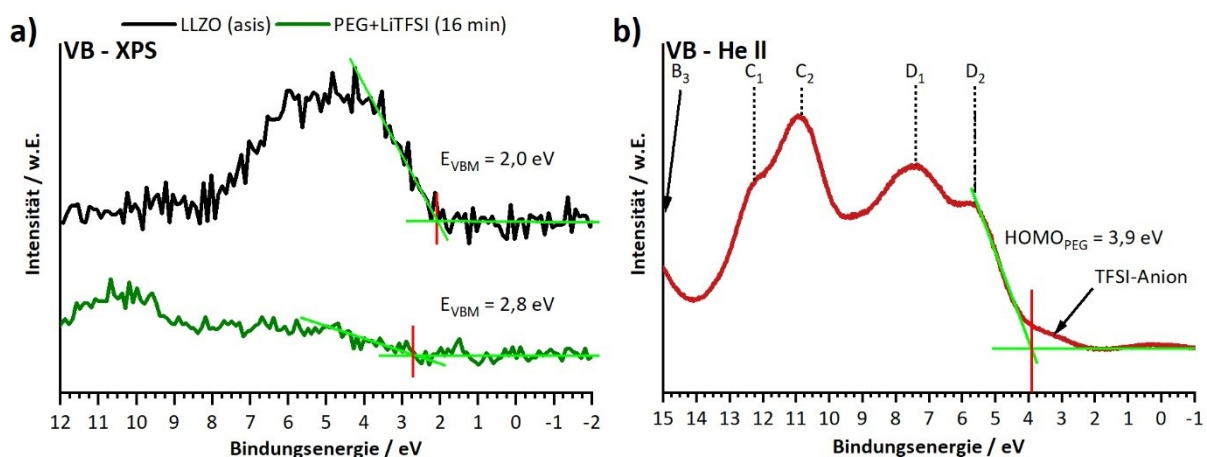 LLZO (asis) PEG+LiTFSI (16 min)
a) VB - XPS
E_VBM = 2,0 eV
E_VBM = 2,8 eV
Intensität / w.E.
Intensität / w.E.
12 11 10 9 8 7 6 5 4 3 2 1 0 -1 -2
Bindungsenergie / eV
b) VB - He II
B₃ C₁ C₂ D₁ D₂
HOMO_PEG = 3,9 eV
TFSI-Anion
Intensität / w.E.
15 14 13 12 11 10 9 8 7 6 5 4 3 2 1 0 -1
Bindungsenergie / eV